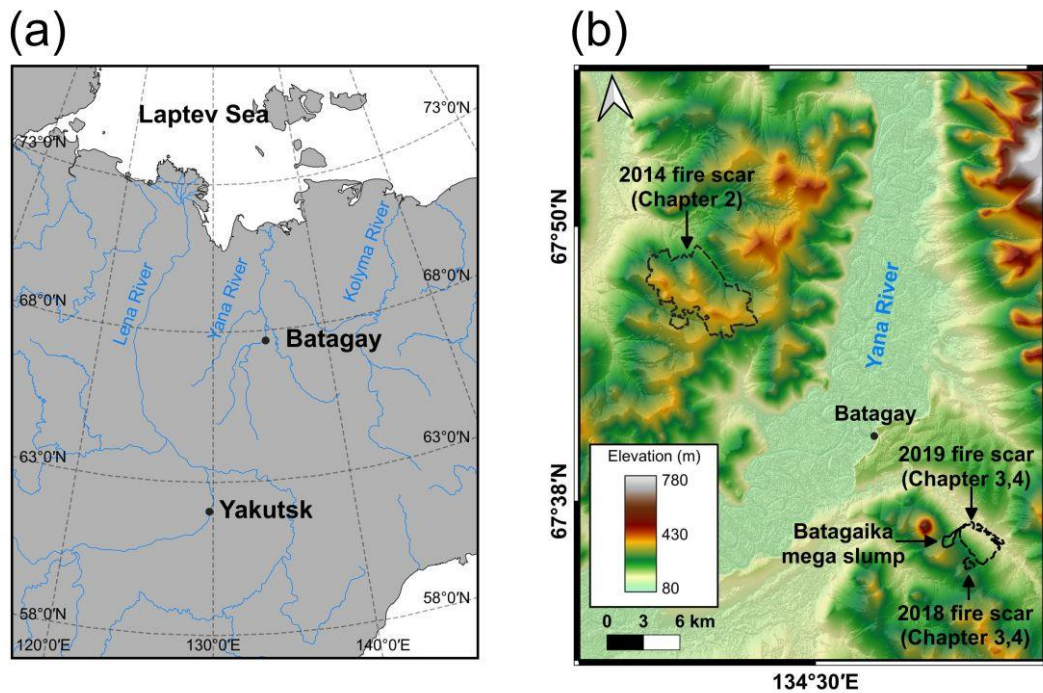 (a)
(b)
Laptev Sea
73°0'N
73°0'N
Lena River
Yana River
Kolyma River
68°0'N
68°0'N
Batagay
63°0'N
63°0'N
Yakutsk
58°0'N
58°0'N
120°0'E
130°0'E
140°0'E
2014 fire scar
(Chapter 2)
67°50'N
Yana River
Batagay
2019 fire scar
(Chapter 3,4)
67°38'N
Elevation (m)
780
430
80
Batagaika
mega slump
0 3 6 km
2018 fire scar
(Chapter 3,4)
134°30'E